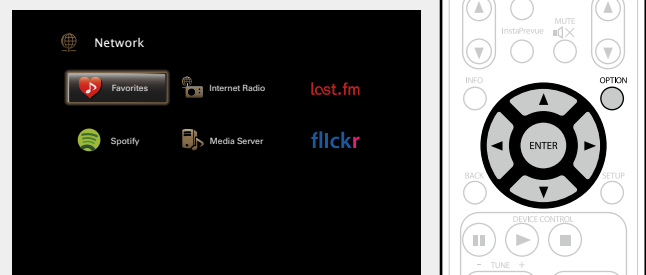 Network
Favorites
Internet Radio
lost.fm
Spotify
Media Server
flIckr
InstaPrevue
MUTE
INFO
OPTION
ENTER
BACK
SETUP
DEVICE CONTROL
- TUNE +